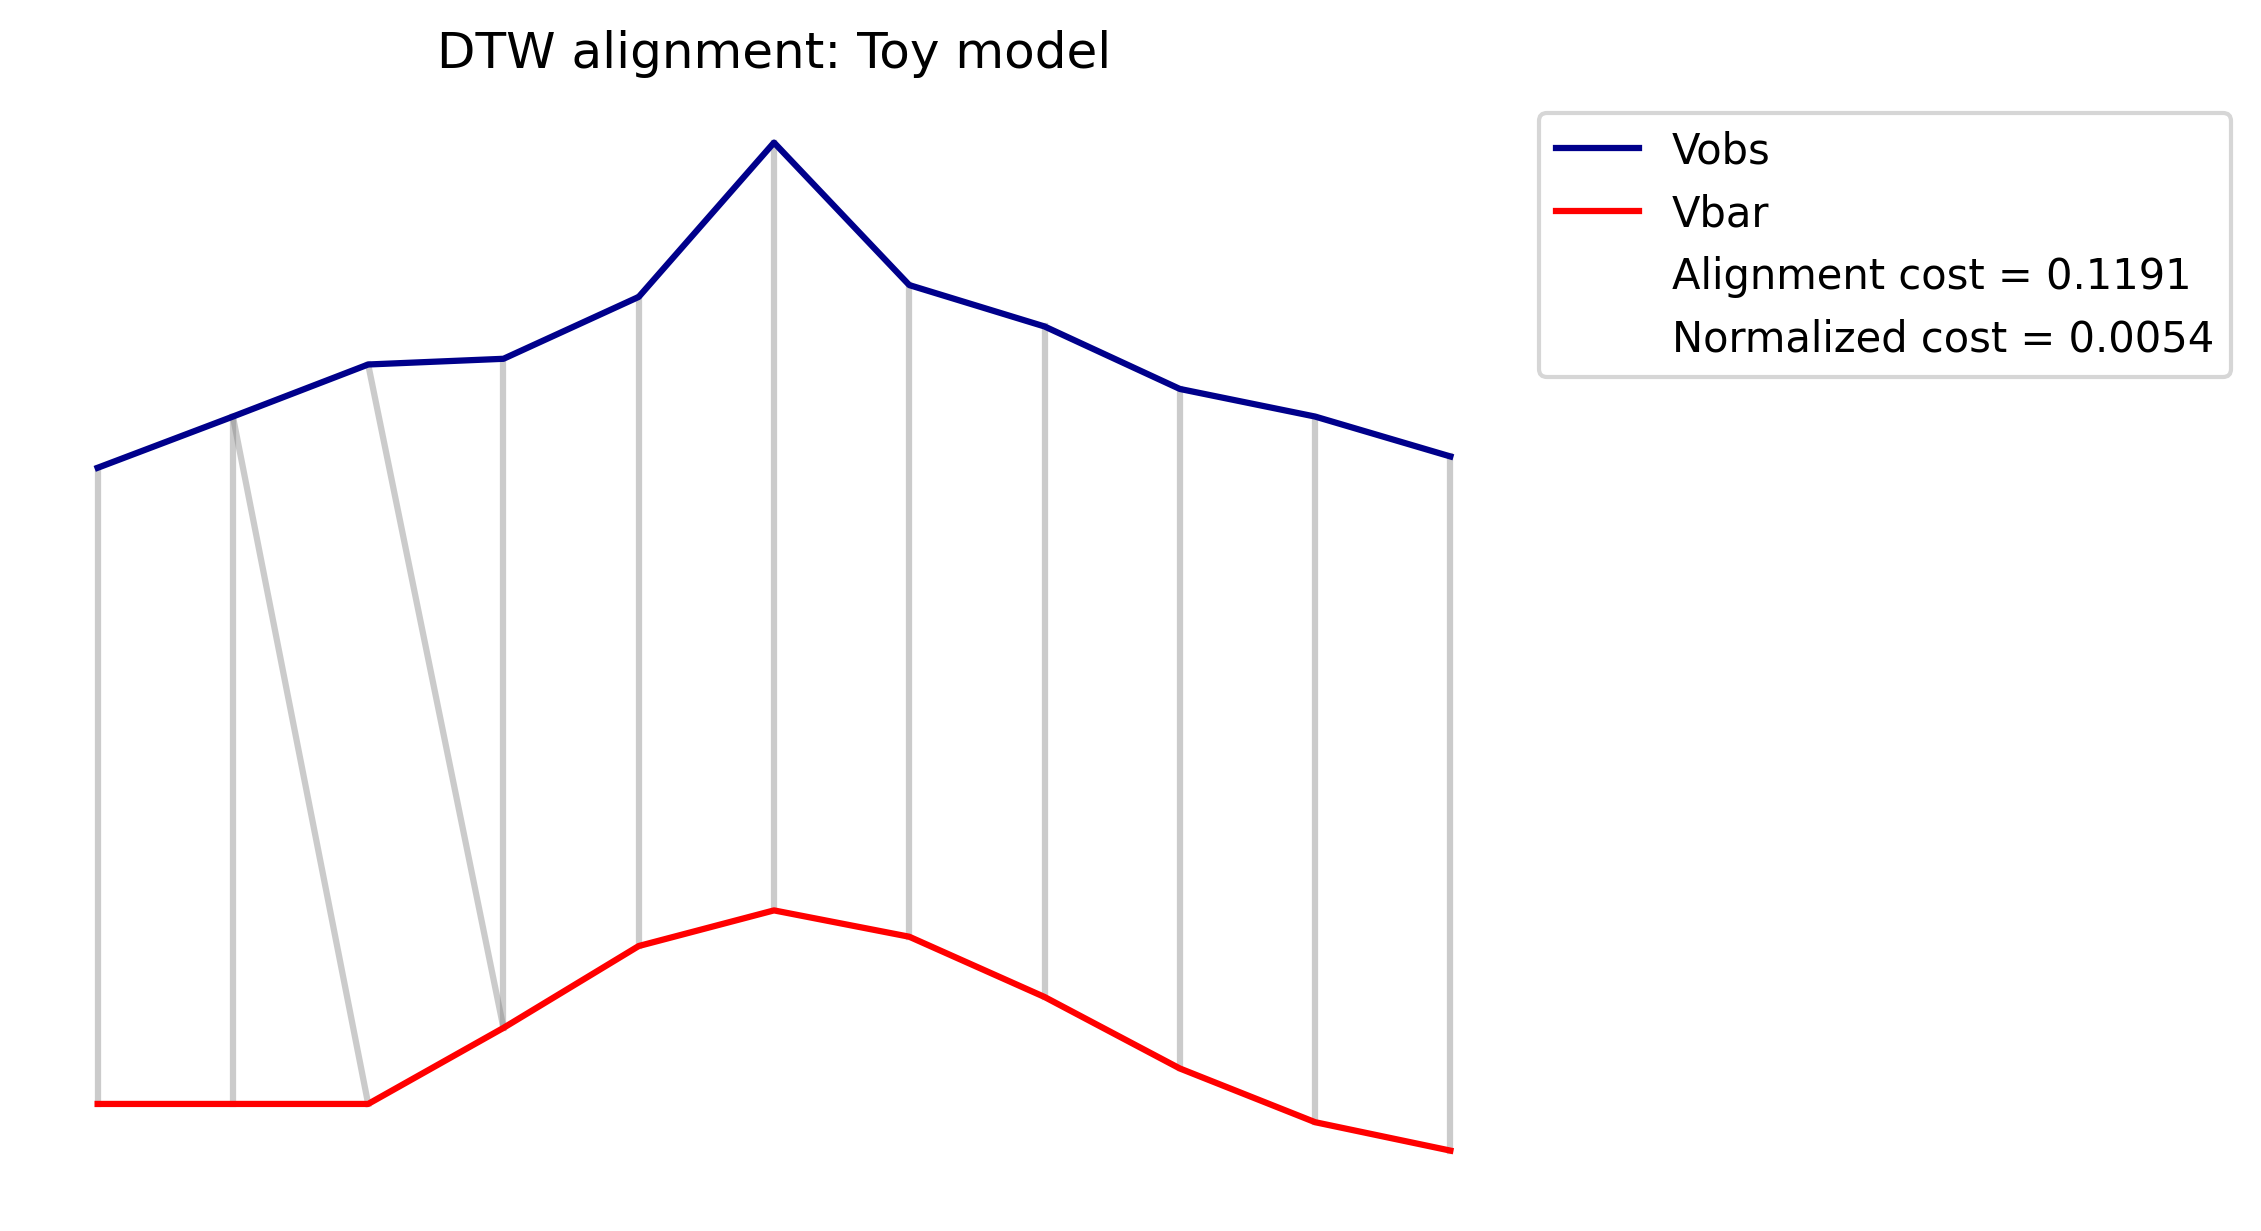 DTW alignment: Toy model
Vobs
Vbar
Alignment cost = 0.1191
Normalized cost = 0.0054